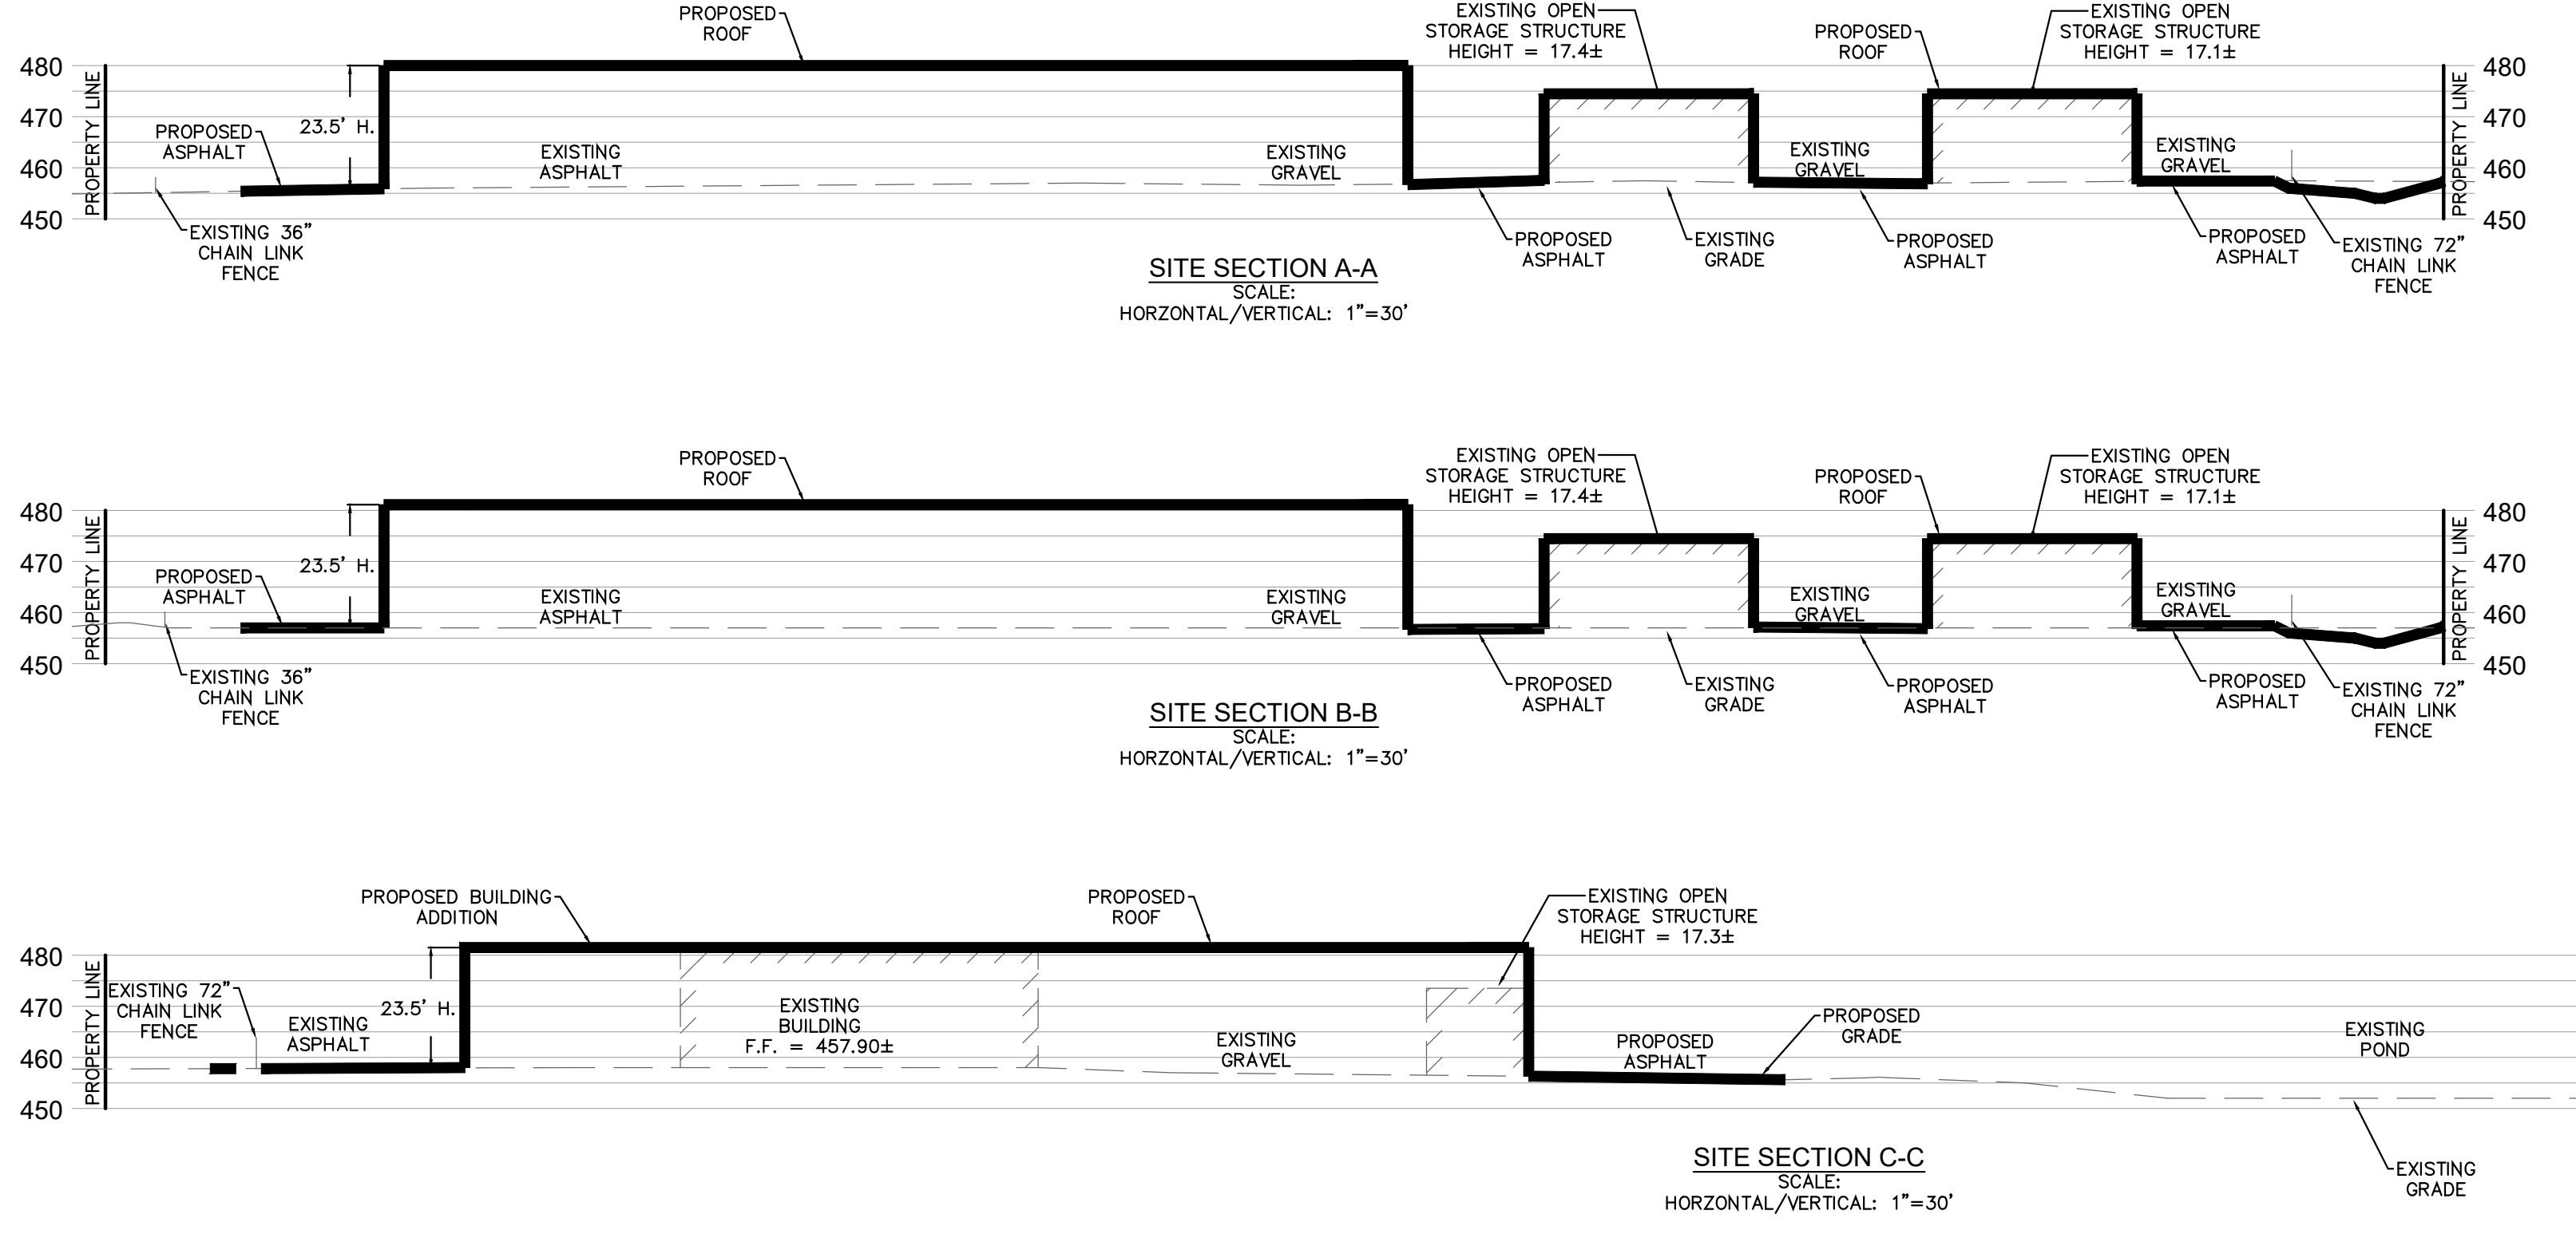 PROPOSED
ROOF
EXISTING OPEN
STORAGE STRUCTURE
HEIGHT = 17.4±
PROPOSED
ROOF
EXISTING OPEN
STORAGE STRUCTURE
HEIGHT = 17.1±
480
470
460
450
PROPERTY LINE
PROPOSED
ASPHALT
23.5' H.
EXISTING
ASPHALT
EXISTING
GRAVEL
EXISTING
GRAVEL
EXISTING
GRAVEL
PROPERTY LINE
480
470
460
450
EXISTING 36”
CHAIN LINK
FENCE
PROPOSED
ASPHALT
EXISTING
GRADE
PROPOSED
ASPHALT
PROPOSED
ASPHALT
EXISTING 72”
CHAIN LINK
FENCE
SITE SECTION A-A
SCALE:
HORZONTAL/VERTICAL: 1”=30'
PROPOSED
ROOF
EXISTING OPEN
STORAGE STRUCTURE
HEIGHT = 17.4±
PROPOSED
ROOF
EXISTING OPEN
STORAGE STRUCTURE
HEIGHT = 17.1±
480
470
460
450
PROPERTY LINE
PROPOSED
ASPHALT
23.5' H.
EXISTING
ASPHALT
EXISTING
GRAVEL
EXISTING
GRAVEL
EXISTING
GRAVEL
PROPERTY LINE
480
470
460
450
EXISTING 36”
CHAIN LINK
FENCE
PROPOSED
ASPHALT
EXISTING
GRADE
PROPOSED
ASPHALT
PROPOSED
ASPHALT
EXISTING 72”
CHAIN LINK
FENCE
SITE SECTION B-B
SCALE:
HORZONTAL/VERTICAL: 1”=30'
PROPOSED BUILDING
ADDITION
PROPOSED
ROOF
EXISTING OPEN
STORAGE STRUCTURE
HEIGHT = 17.3±
480
470
460
450
PROPERTY LINE
EXISTING 72”
CHAIN LINK
FENCE
EXISTING
ASPHALT
23.5' H.
EXISTING
BUILDING
F.F. = 457.90±
EXISTING
GRAVEL
PROPOSED
ASPHALT
PROPOSED
GRADE
EXISTING
POND
EXISTING
GRADE
SITE SECTION C-C
SCALE:
HORZONTAL/VERTICAL: 1”=30'